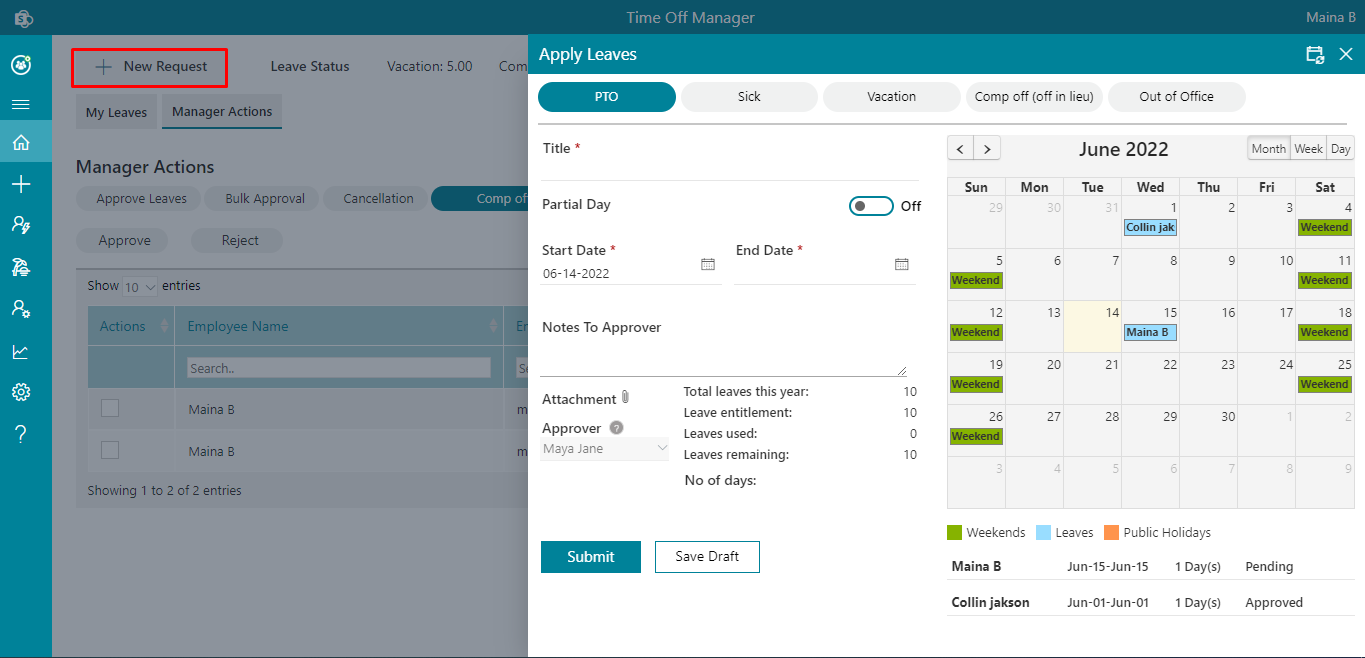 Time Off Manager
Maina B
New Request
Leave Status
Vacation: 5.00
Com
My Leaves
Manager Actions
Manager Actions
Approve Leaves
Bulk Approval
Cancellation
Comp of
Approve
Reject
Show 10 entries
Actions
Employee Name
Em
Search..
Se
Maina B
m
Maina B
m
Showing 1 to 2 of 2 entries
Apply Leaves
PTO
Sick
Vacation
Comp off (off in lieu)
Out of Office
Title *
Partial Day
Off
Start Date *
End Date *
06-14-2022
Notes To Approver
Attachment
Approver ?
Maya Jane
Total leaves this year: 10
Leave entitlement: 10
Leaves used: 0
Leaves remaining: 10
No of days:
Submit
Save Draft
< >
June 2022
Month Week Day
Sun Mon Tue Wed Thu Fri Sat
29 30 31 1 2 3 4
Collin jak Weekend
5 6 7 8 9 10 11
Weekend Weekend
12 13 14 15 16 17 18
Weekend Maina B Weekend
19 20 21 22 23 24 25
Weekend Weekend
26 27 28 29 30 1 2
Weekend
3 4 5 6 7 8 9
Weekends Leaves Public Holidays
Maina B Jun-15-Jun-15 1 Day(s) Pending
Collin jakson Jun-01-Jun-01 1 Day(s) Approved